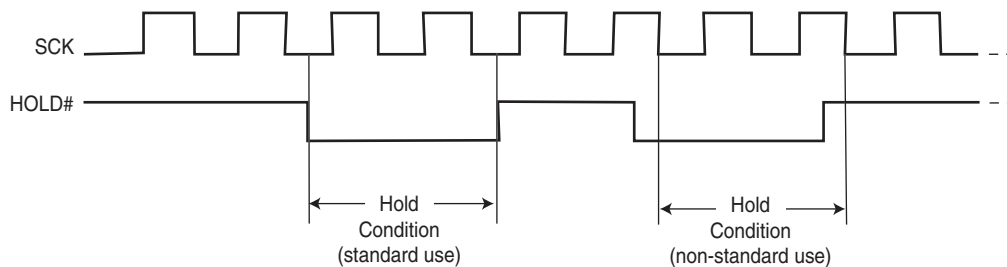 SCK
HOLD#
Hold
Condition
(standard use)
Hold
Condition
(non-standard use)